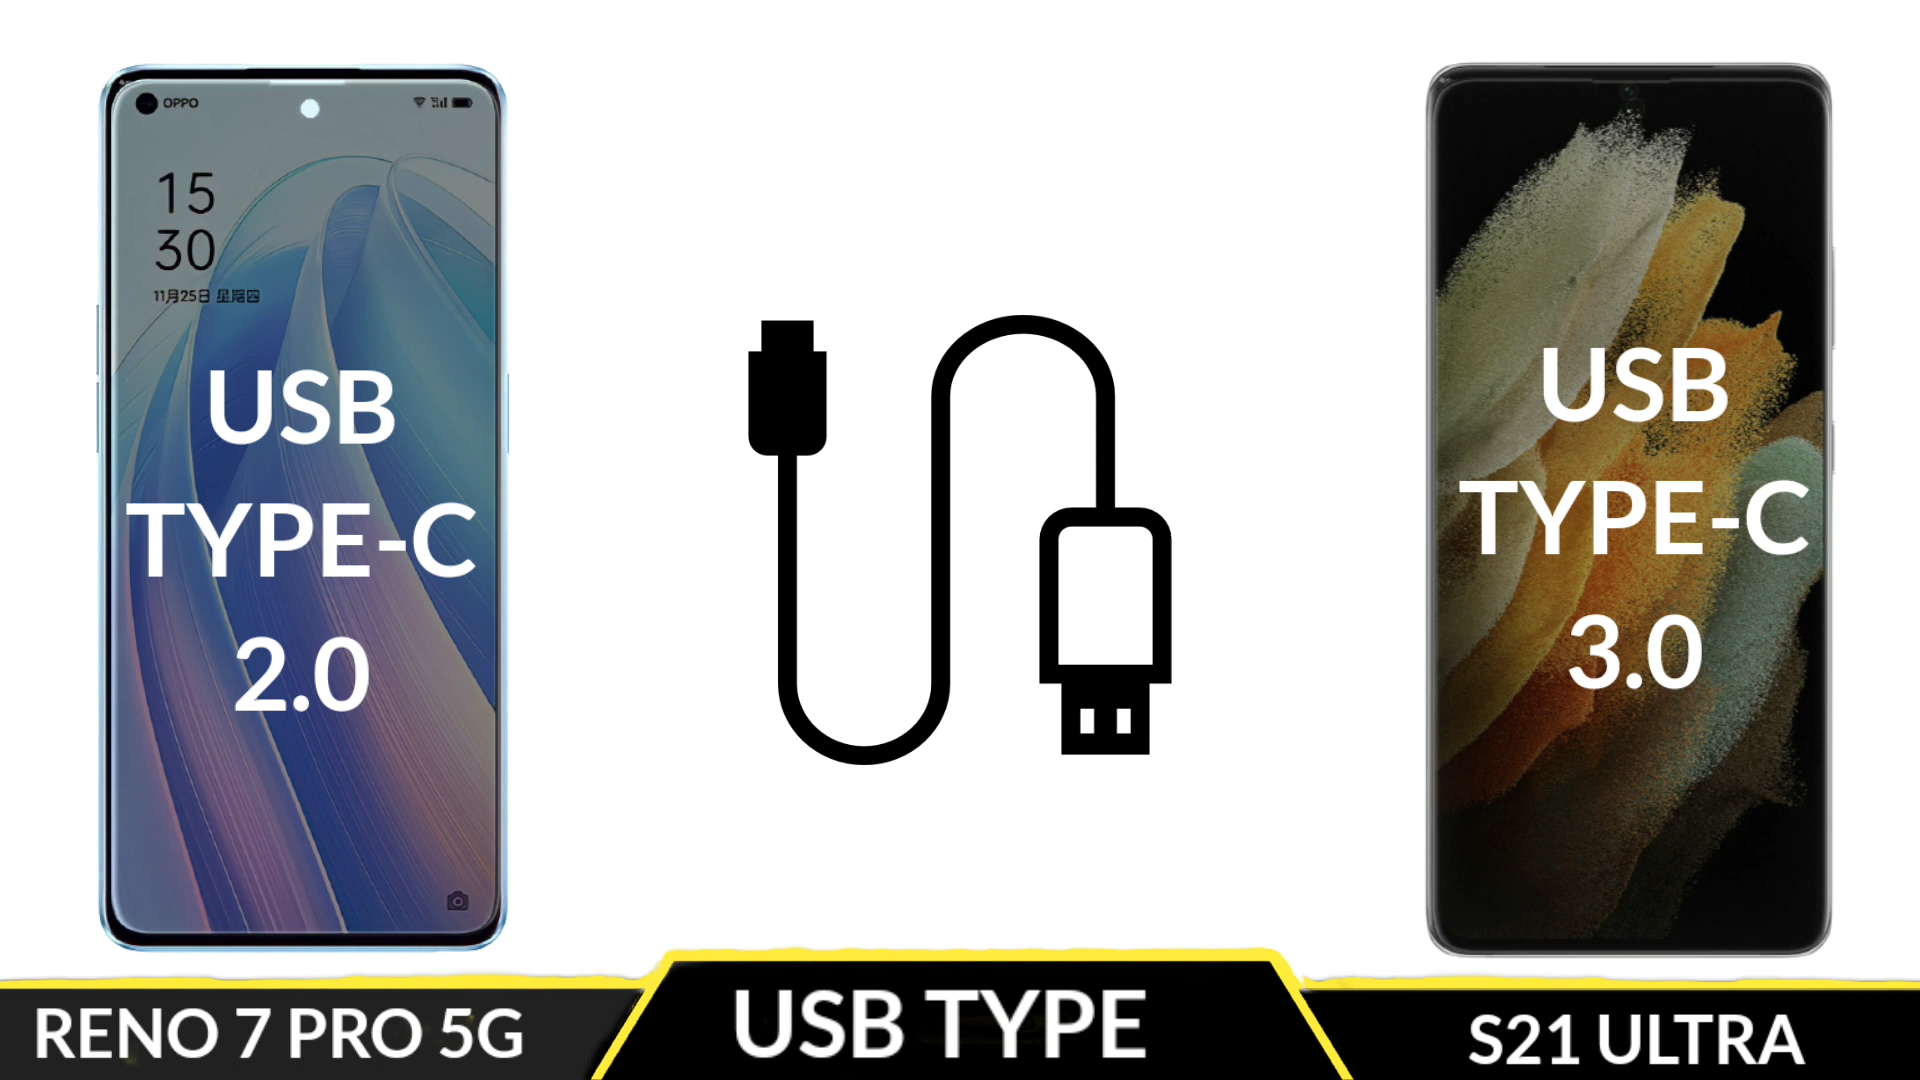 OPPO
15
30
11月25日 星期四
USB
TYPE-C
2.0
USB
TYPE-C
3.0
RENO 7 PRO 5G
USB TYPE
S21 ULTRA